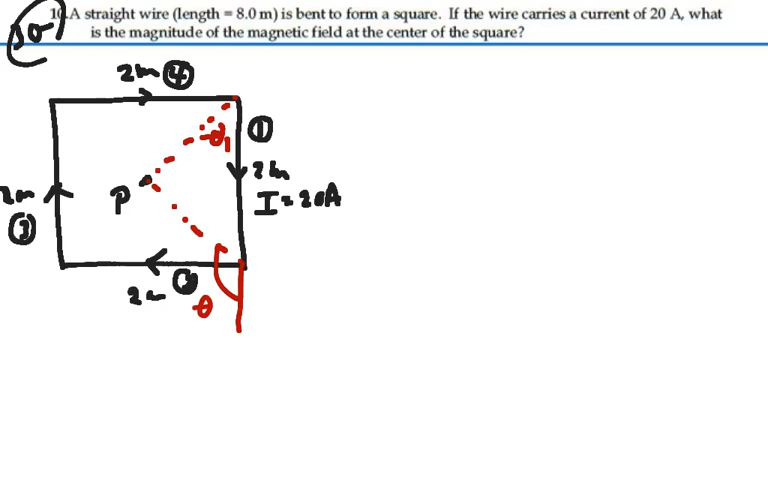 10. A straight wire (length = 8.0 m) is bent to form a square. If the wire carries a current of 20 A, what
is the magnitude of the magnetic field at the center of the square?
2m ④
①
θ₁
2m
2m
P
I = 20A
③
2m
θ